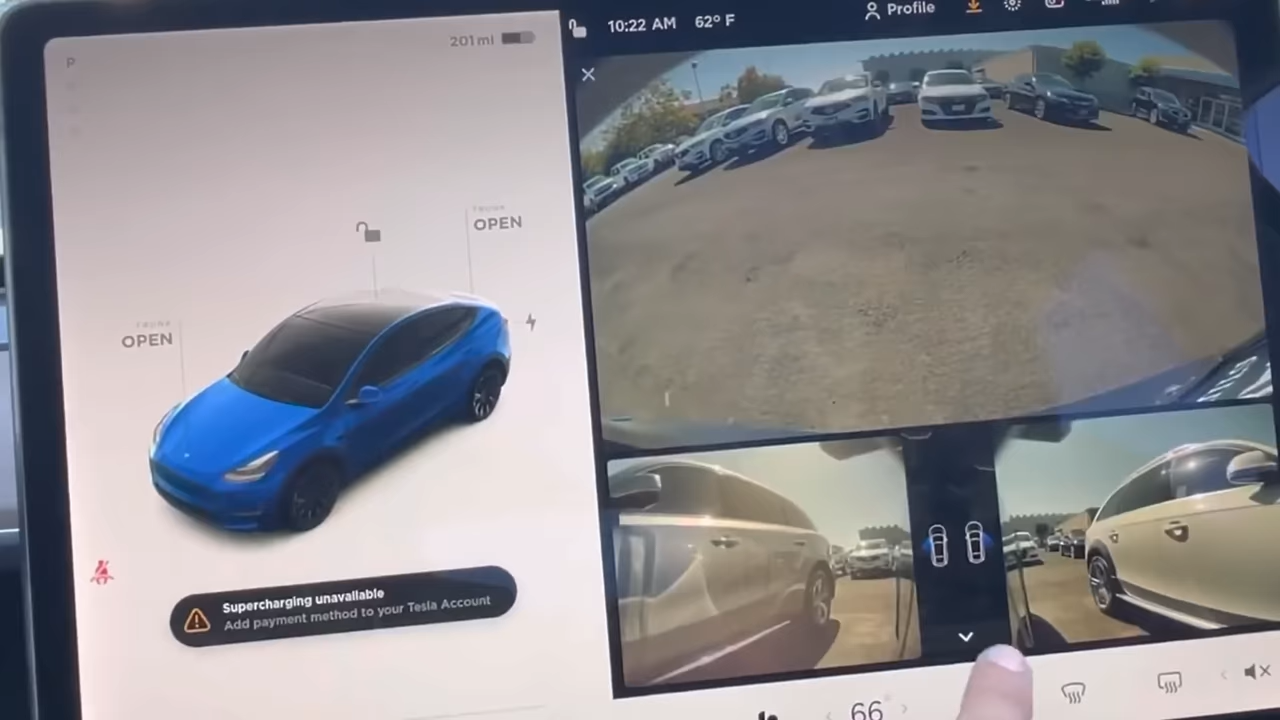 P
201 mi
10:22 AM 62° F
Profile
TRUNK
OPEN
OPEN
Supercharging unavailable
Add payment method to your Tesla Account
66